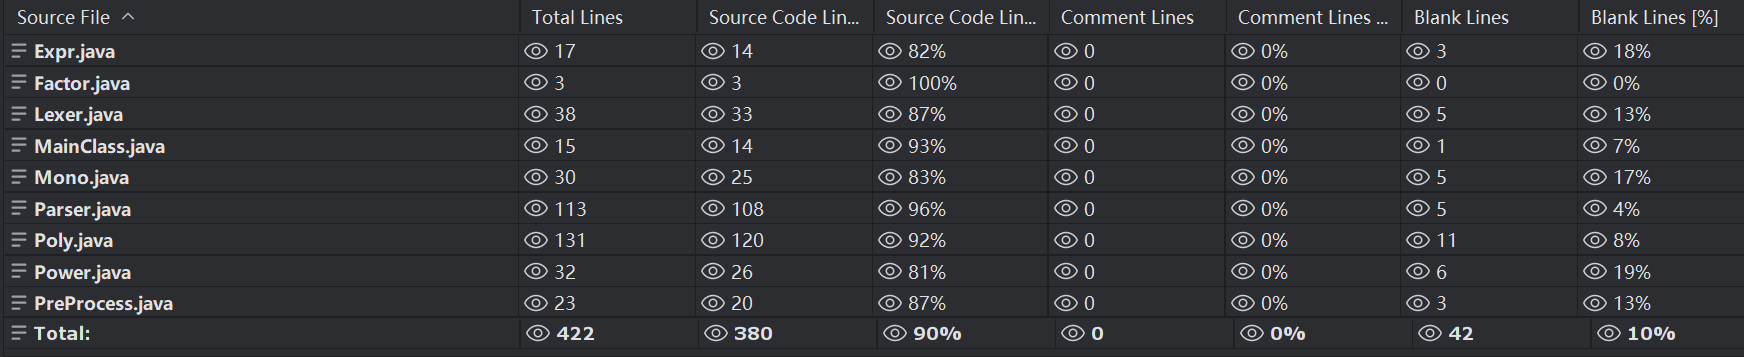 Source File Total Lines Source Code Lin... Source Code Lin... Comment Lines Comment Lines ... Blank Lines Blank Lines [%]
Expr.java 17 14 82% 0 0% 3 18%
Factor.java 3 3 100% 0 0% 0 0%
Lexer.java 38 33 87% 0 0% 5 13%
MainClass.java 15 14 93% 0 0% 1 7%
Mono.java 30 25 83% 0 0% 5 17%
Parser.java 113 108 96% 0 0% 5 4%
Poly.java 131 120 92% 0 0% 11 8%
Power.java 32 26 81% 0 0% 6 19%
PreProcess.java 23 20 87% 0 0% 3 13%
Total: 422 380 90% 0 0% 42 10%